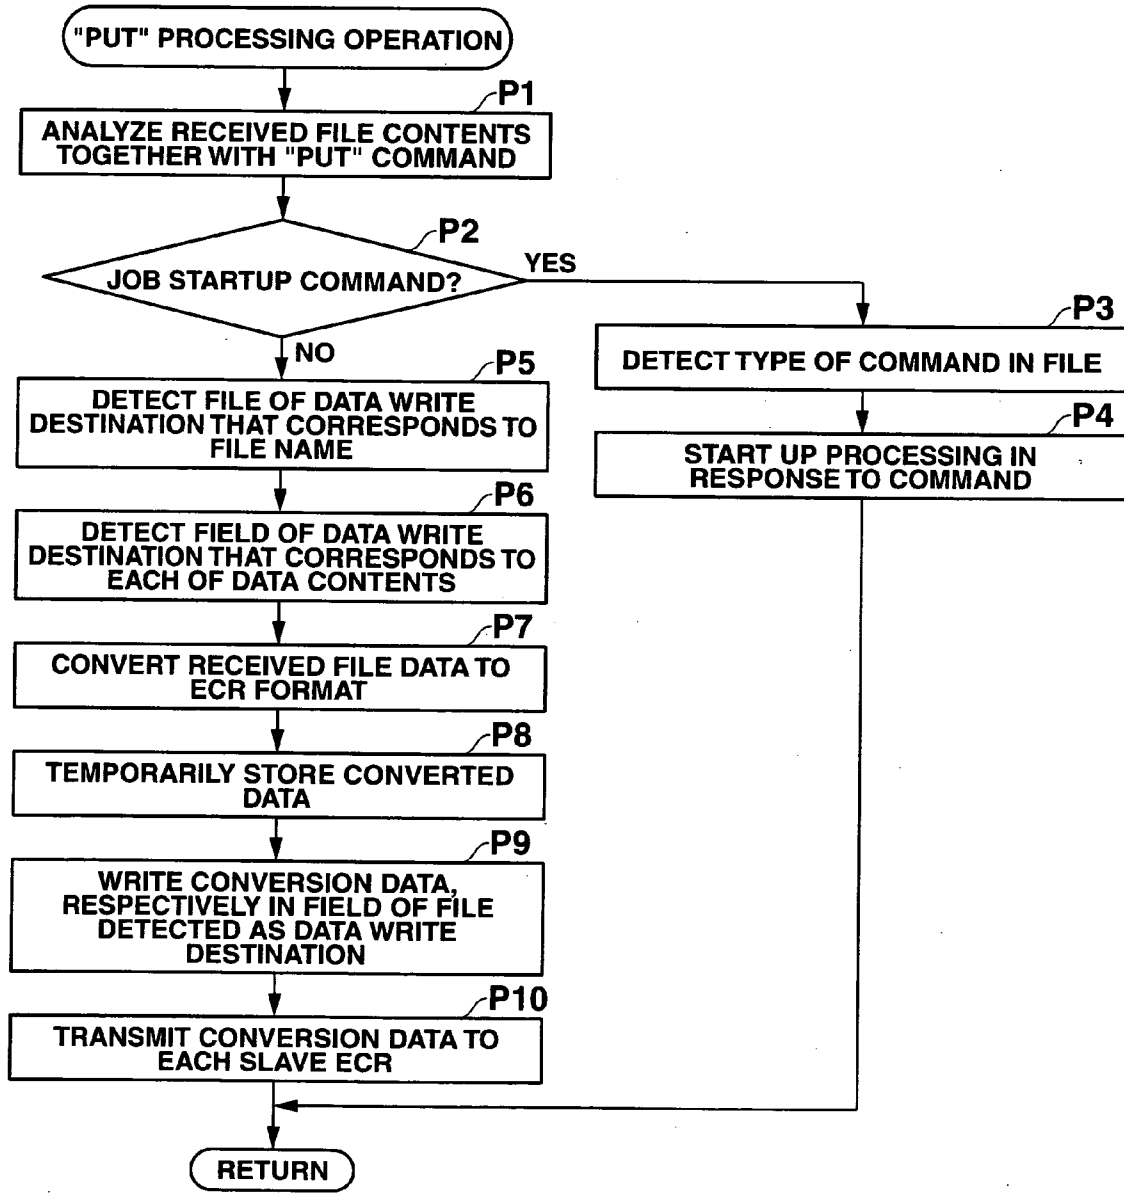 "PUT" PROCESSING OPERATION
P1
ANALYZE RECEIVED FILE CONTENTS
TOGETHER WITH "PUT" COMMAND
P2
JOB STARTUP COMMAND?
YES
NO
P3
DETECT TYPE OF COMMAND IN FILE
P4
START UP PROCESSING IN
RESPONSE TO COMMAND
P5
DETECT FILE OF DATA WRITE
DESTINATION THAT CORRESPONDS TO
FILE NAME
P6
DETECT FIELD OF DATA WRITE
DESTINATION THAT CORRESPONDS TO
EACH OF DATA CONTENTS
P7
CONVERT RECEIVED FILE DATA TO
ECR FORMAT
P8
TEMPORARILY STORE CONVERTED
DATA
P9
WRITE CONVERSION DATA,
RESPECTIVELY IN FIELD OF FILE
DETECTED AS DATA WRITE
DESTINATION
P10
TRANSMIT CONVERSION DATA TO
EACH SLAVE ECR
RETURN